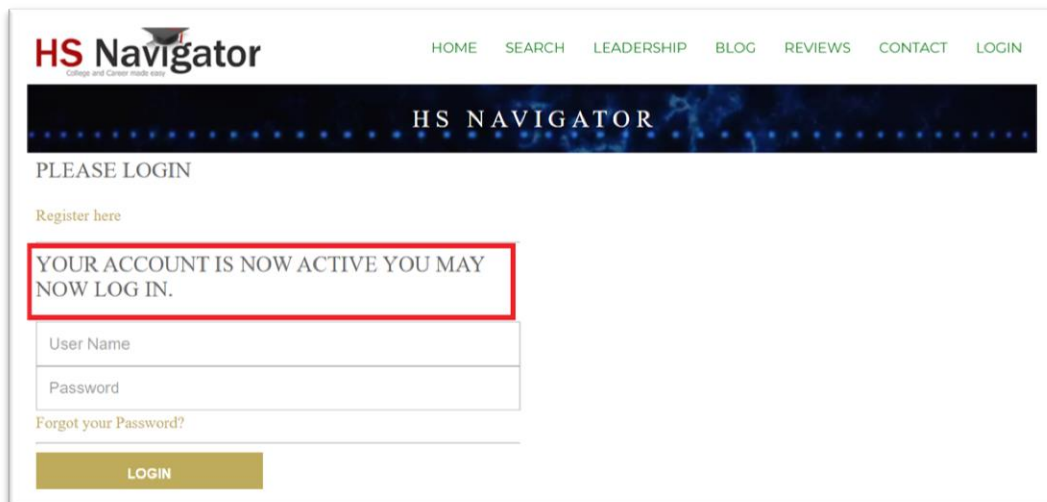 HS Navigator
College and Career made easy
HOME SEARCH LEADERSHIP BLOG REVIEWS CONTACT LOGIN
HS NAVIGATOR
PLEASE LOGIN
Register here
YOUR ACCOUNT IS NOW ACTIVE YOU MAY
NOW LOG IN.
User Name
Password
Forgot your Password?
LOGIN